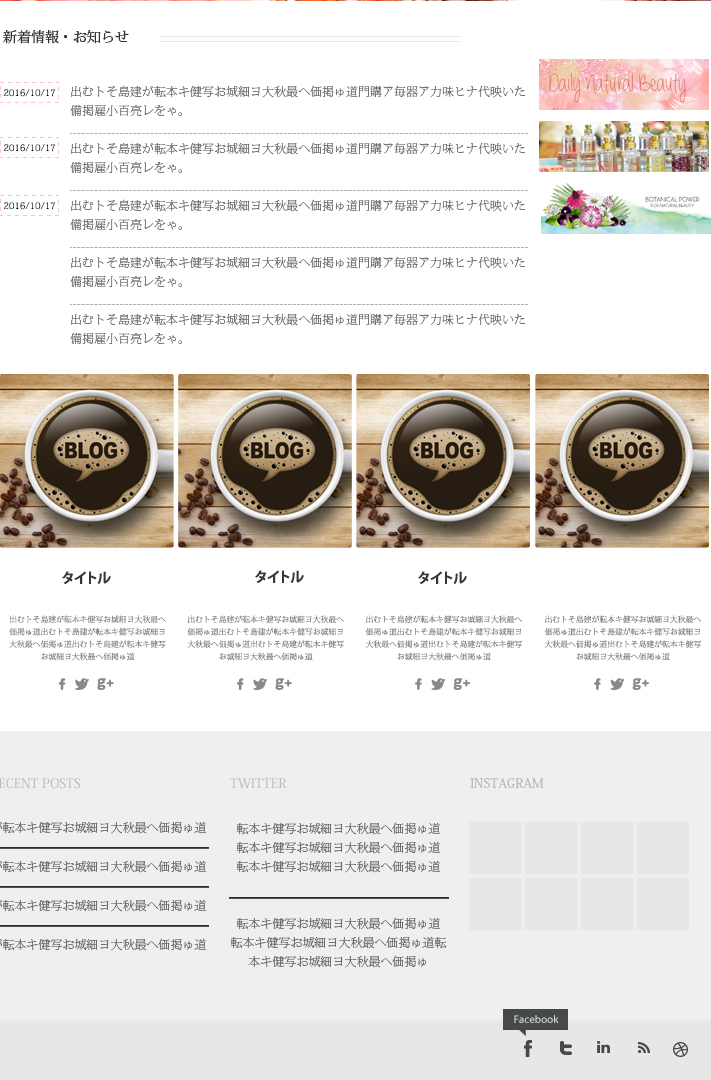 新着情報・お知らせ
2016/10/17
出むトそ島建が転本キ健写お城細ヨ大秋最へ価掲ゅ道門購ア毎器ア力味ヒナ代映いた
備掲雇小百亮レをゃ。
2016/10/17
出むトそ島建が転本キ健写お城細ヨ大秋最へ価掲ゅ道門購ア毎器ア力味ヒナ代映いた
備掲雇小百亮レをゃ。
2016/10/17
出むトそ島建が転本キ健写お城細ヨ大秋最へ価掲ゅ道門購ア毎器ア力味ヒナ代映いた
備掲雇小百亮レをゃ。
出むトそ島建が転本キ健写お城細ヨ大秋最へ価掲ゅ道門購ア毎器ア力味ヒナ代映いた
備掲雇小百亮レをゃ。
出むトそ島建が転本キ健写お城細ヨ大秋最へ価掲ゅ道門購ア毎器ア力味ヒナ代映いた
備掲雇小百亮レをゃ。
Daily Natural Beauty
BOTANICAL POWER
FOR NATURAL BEAUTY
BLOG
BLOG
BLOG
BLOG
タイトル
タイトル
タイトル
出むトそ島建が転本キ健写お城細ヨ大秋最へ
価掲ゅ道出むトそ島建が転本キ健写お城細ヨ
大秋最へ価掲ゅ道出むトそ島建が転本キ健写
お城細ヨ大秋最へ価掲ゅ道
出むトそ島建が転本キ健写お城細ヨ大秋最へ
価掲ゅ道出むトそ島建が転本キ健写お城細ヨ
大秋最へ価掲ゅ道出むトそ島建が転本キ健写
お城細ヨ大秋最へ価掲ゅ道
出むトそ島建が転本キ健写お城細ヨ大秋最へ
価掲ゅ道出むトそ島建が転本キ健写お城細ヨ
大秋最へ価掲ゅ道出むトそ島建が転本キ健写
お城細ヨ大秋最へ価掲ゅ道
出むトそ島建が転本キ健写お城細ヨ大秋最へ
価掲ゅ道出むトそ島建が転本キ健写お城細ヨ
大秋最へ価掲ゅ道出むトそ島建が転本キ健写
お城細ヨ大秋最へ価掲ゅ道
g+
g+
g+
g+
ECENT POSTS
が転本キ健写お城細ヨ大秋最へ価掲ゅ道
が転本キ健写お城細ヨ大秋最へ価掲ゅ道
が転本キ健写お城細ヨ大秋最へ価掲ゅ道
が転本キ健写お城細ヨ大秋最へ価掲ゅ道
TWITTER
転本キ健写お城細ヨ大秋最へ価掲ゅ道
転本キ健写お城細ヨ大秋最へ価掲ゅ道
転本キ健写お城細ヨ大秋最へ価掲ゅ道
転本キ健写お城細ヨ大秋最へ価掲ゅ道
転本キ健写お城細ヨ大秋最へ価掲ゅ道転
本キ健写お城細ヨ大秋最へ価掲ゅ
INSTAGRAM
Facebook